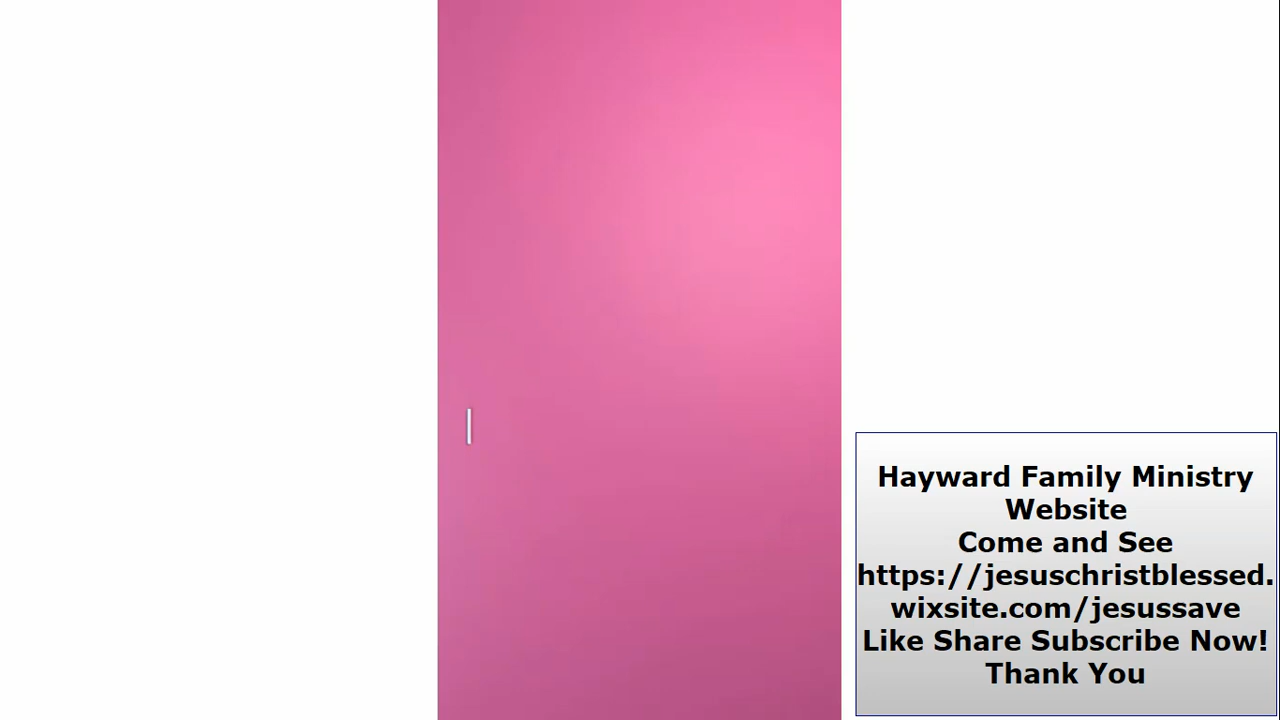 Hayward Family Ministry
Website
Come and See
https://jesuschristblessed.
wixsite.com/jesussave
Like Share Subscribe Now!
Thank You